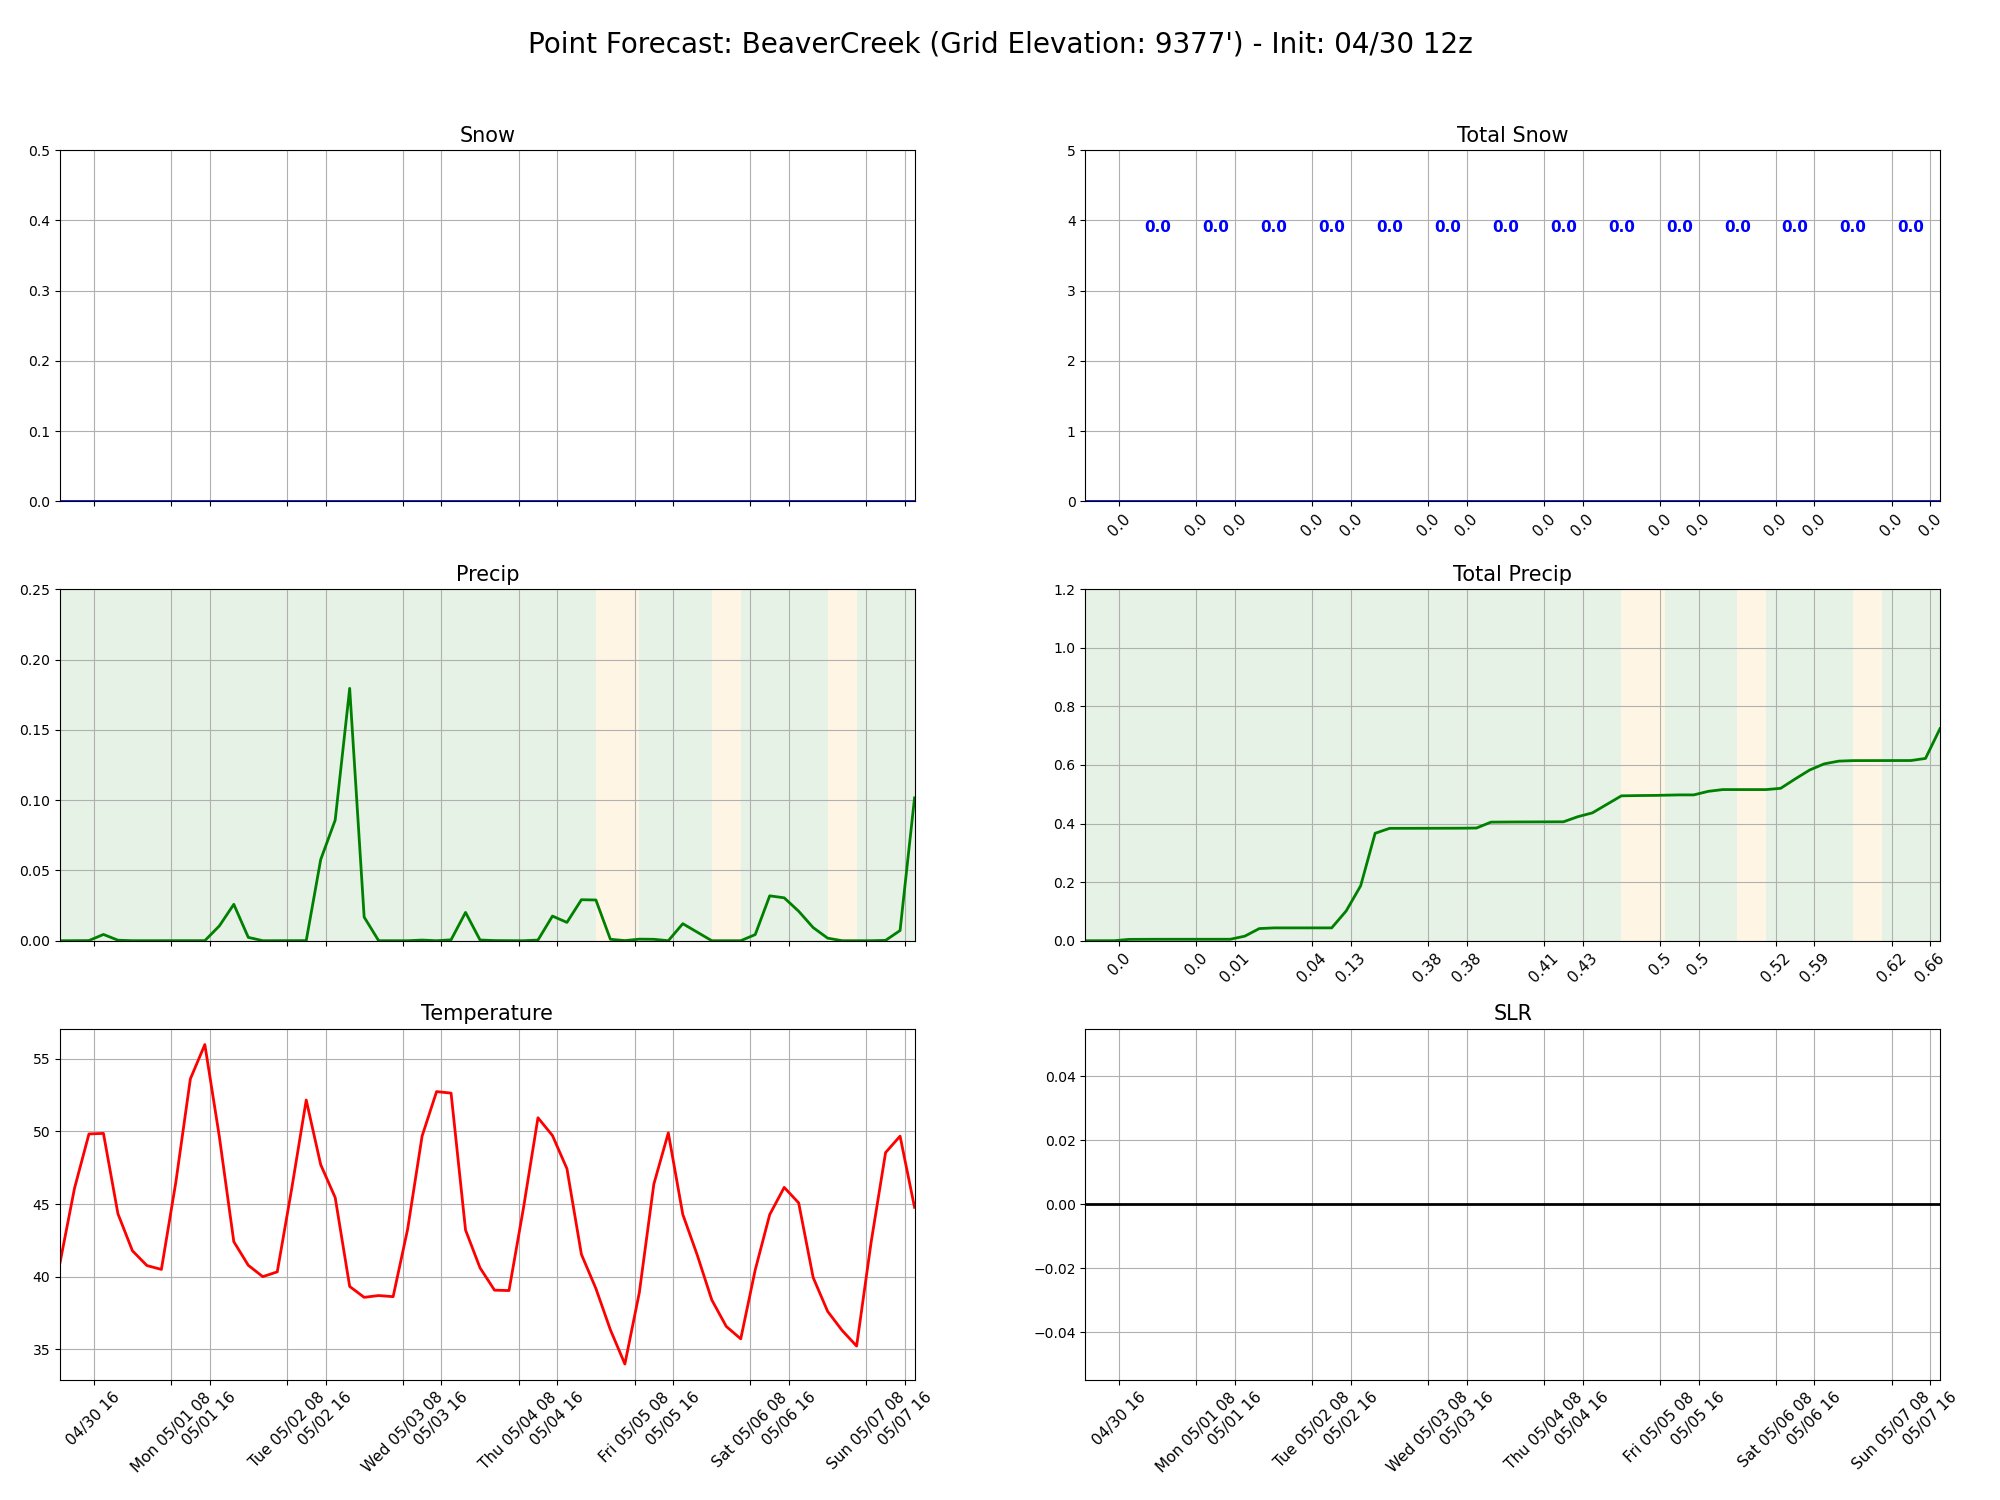 Point Forecast: BeaverCreek (Grid Elevation: 9377') - Init: 04/30 12z
Snow
0.5
0.4
0.3
0.2
0.1
0.0
Total Snow
5
4
3
2
1
0
0.0 0.0 0.0 0.0 0.0 0.0 0.0 0.0 0.0 0.0 0.0 0.0 0.0 0.0
0.0 0.0 0.0 0.0 0.0 0.0 0.0 0.0 0.0 0.0 0.0 0.0 0.0 0.0 0.0
Precip
0.25
0.20
0.15
0.10
0.05
0.00
Total Precip
1.2
1.0
0.8
0.6
0.4
0.2
0.0
0.0 0.0 0.01 0.04 0.13 0.38 0.38 0.41 0.43 0.5 0.5 0.52 0.59 0.62 0.66
Temperature
55
50
45
40
35
04/30 16
Mon 05/01 08
05/01 16
Tue 05/02 08
05/02 16
Wed 05/03 08
05/03 16
Thu 05/04 08
05/04 16
Fri 05/05 08
05/05 16
Sat 05/06 08
05/06 16
Sun 05/07 08
05/07 16
SLR
0.04
0.02
0.00
−0.02
−0.04
04/30 16
Mon 05/01 08
05/01 16
Tue 05/02 08
05/02 16
Wed 05/03 08
05/03 16
Thu 05/04 08
05/04 16
Fri 05/05 08
05/05 16
Sat 05/06 08
05/06 16
Sun 05/07 08
05/07 16